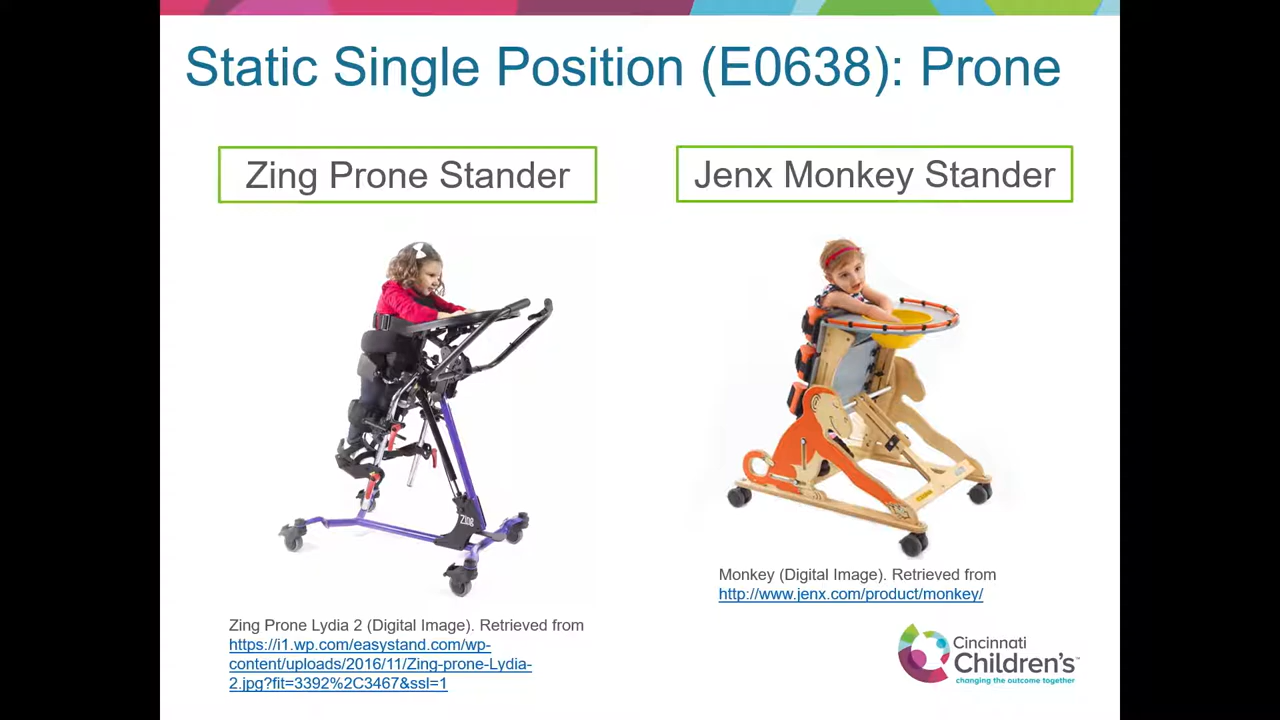 Static Single Position (E0638): Prone
Zing Prone Stander
Jenx Monkey Stander
ZING
Zing Prone Lydia 2 (Digital Image). Retrieved from
https://i1.wp.com/easystand.com/wp-
content/uploads/2016/11/Zing-prone-Lydia-
2.jpg?fit=3392%2C3467&ssl=1
Monkey (Digital Image). Retrieved from
http://www.jenx.com/product/monkey/
Cincinnati
Children's™
changing the outcome together